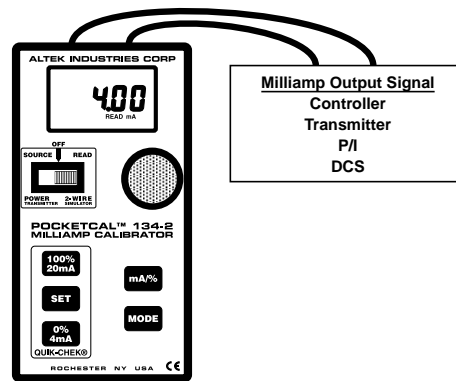 ALTEK INDUSTRIES CORP
4.00
READ mA
OFF
SOURCE READ
POWER TRANSMITTER
2-WIRE SIMULATOR
POCKETCAL™ 134-2
MILLIAMP CALIBRATOR
100%
20mA
mA/%
SET
MODE
0%
4mA
QUIK-CHEK®
ROCHESTER NY USA CE
Milliamp Output Signal
Controller
Transmitter
P/I
DCS